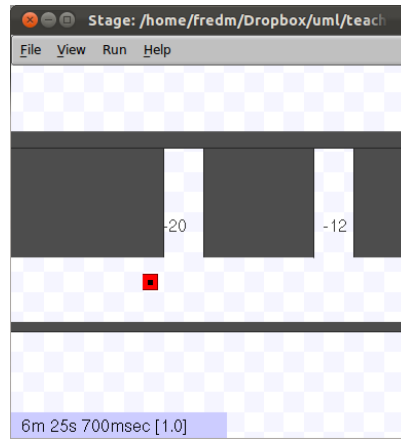 Stage: /home/fredm/Dropbox/uml/teach
File View Run Help
-20 -12
6m 25s 700msec [1.0]